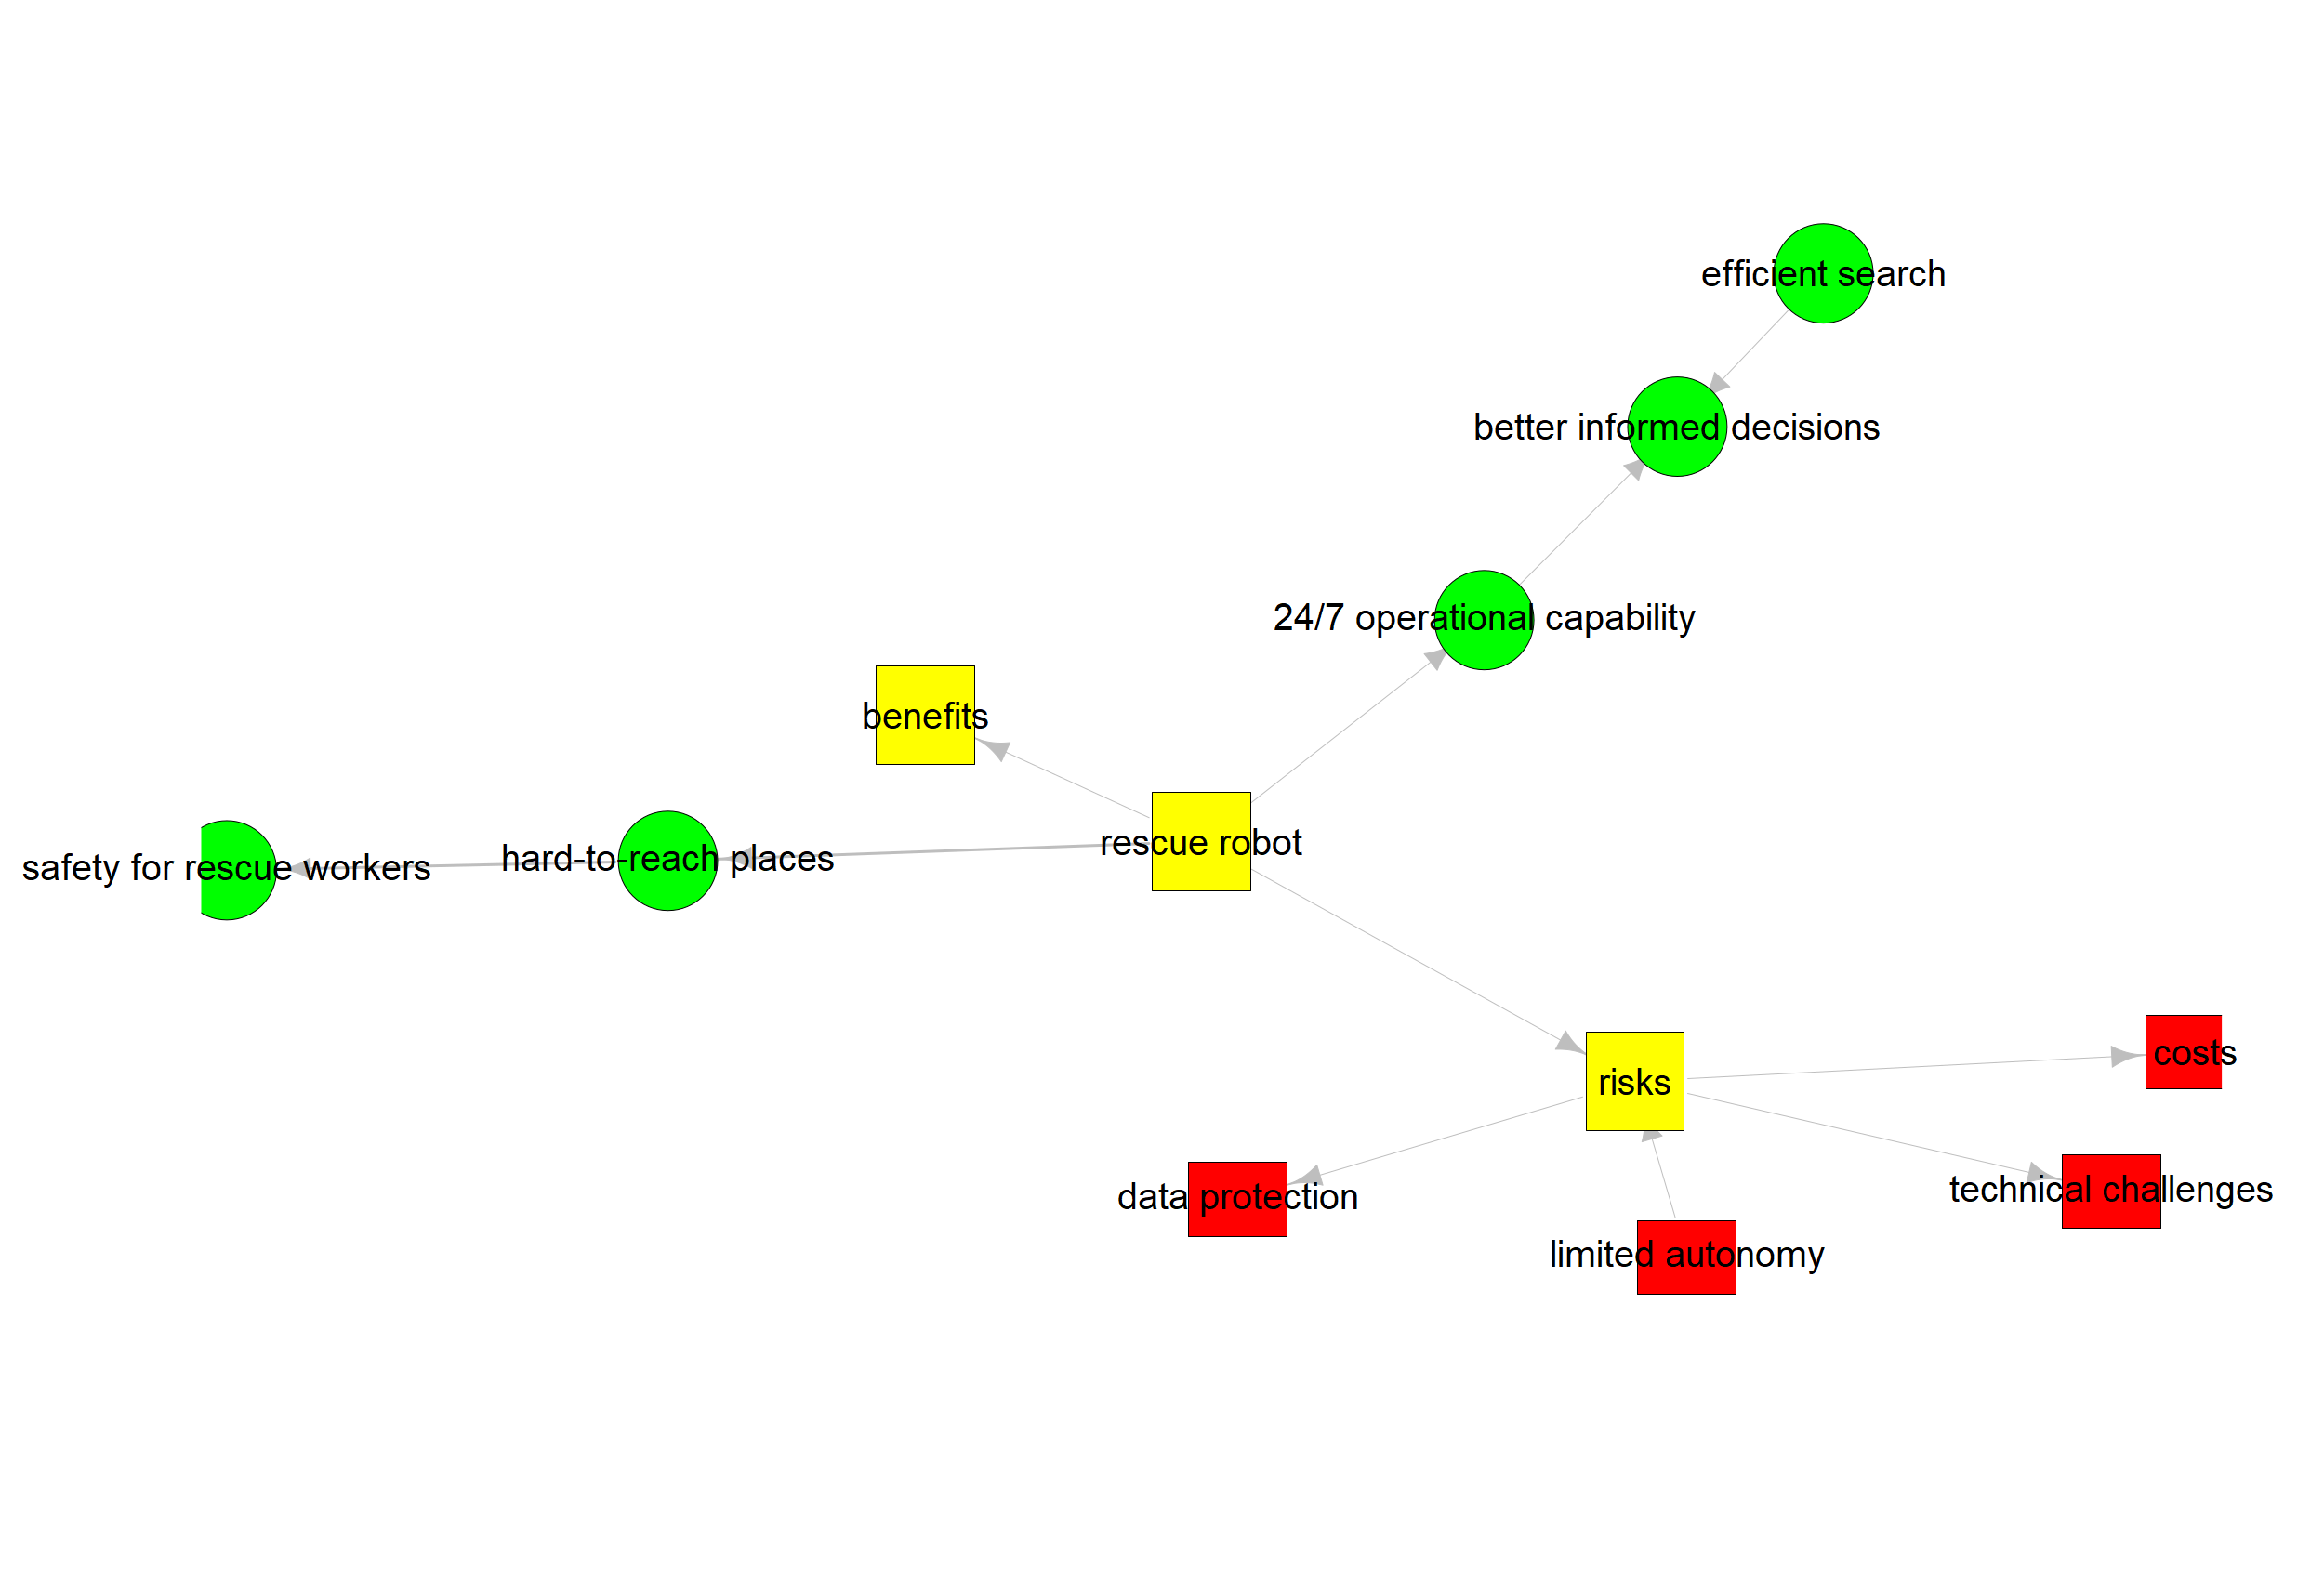 efficient search
better informed decisions
24/7 operational capability
benefits
rescue robot
hard-to-reach places
safety for rescue workers
costs
risks
technical challenges
data protection
limited autonomy